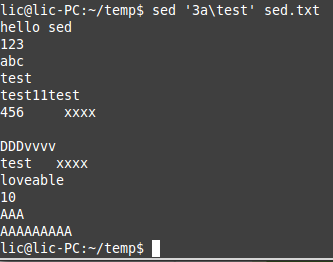 lic@lic-PC:~/temp$ sed '3a\test' sed.txt
hello sed
123
abc
test
test11test
456     xxxx

DDDvvvv
test   xxxx
loveable
10
AAA
AAAAAAAAA
lic@lic-PC:~/temp$